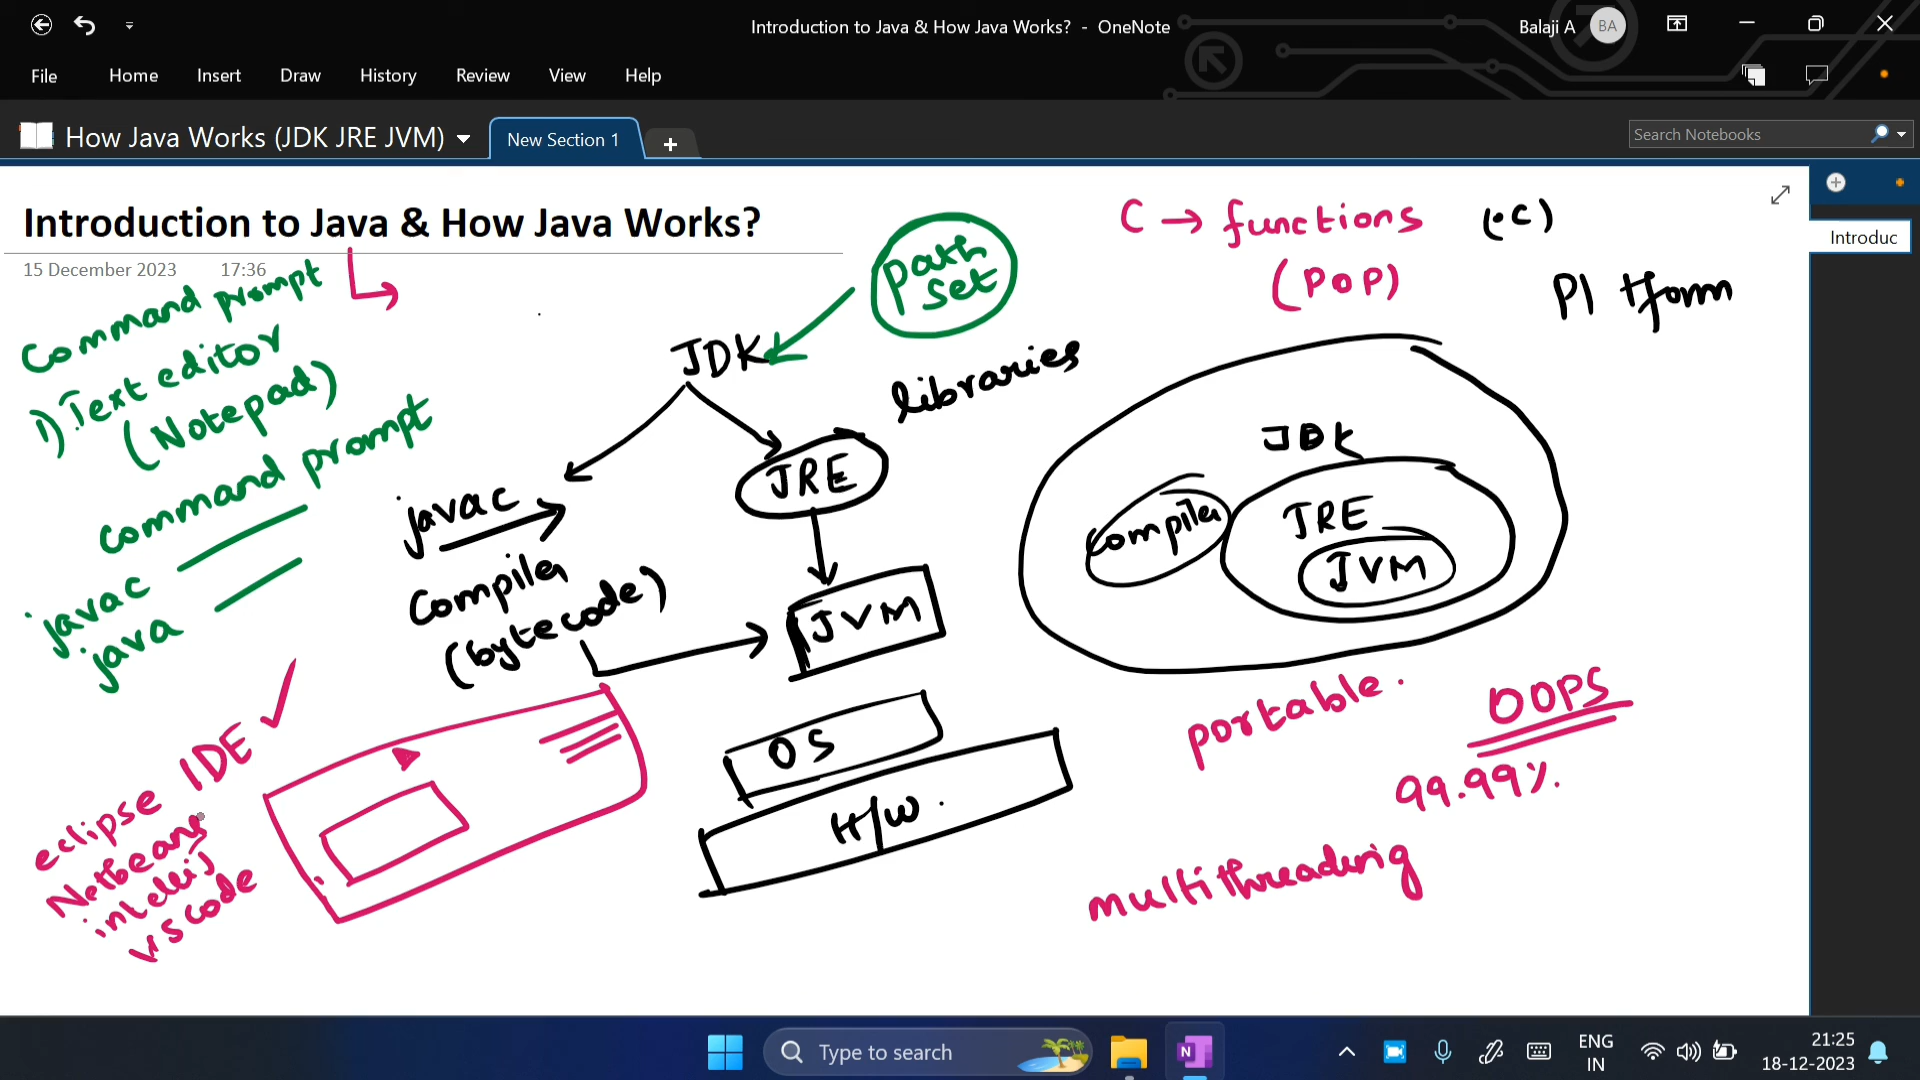 Introduction to Java & How Java Works? - OneNote
Balaji A
BA
File Home Insert Draw History Review View Help
How Java Works (JDK JRE JVM)
New Section 1
+
Search Notebooks
Introduc
Introduction to Java & How Java Works?
15 December 2023 17:36
Command prompt
1) Text editor
(Notepad)
command prompt
javac
java
path
set
JDK
libraries
javac
Compiler
(bytecode)
JRE
JVM
OS
H/W.
C → functions (.C)
(POP)
Pl tform
JDK
Compiler
JRE
JVM
portable.
OOPS
99.99%.
multithreading
IDE
eclipse
Netbeans
intellij
vscode
N
Type to search
ENG
IN
21:25
18-12-2023